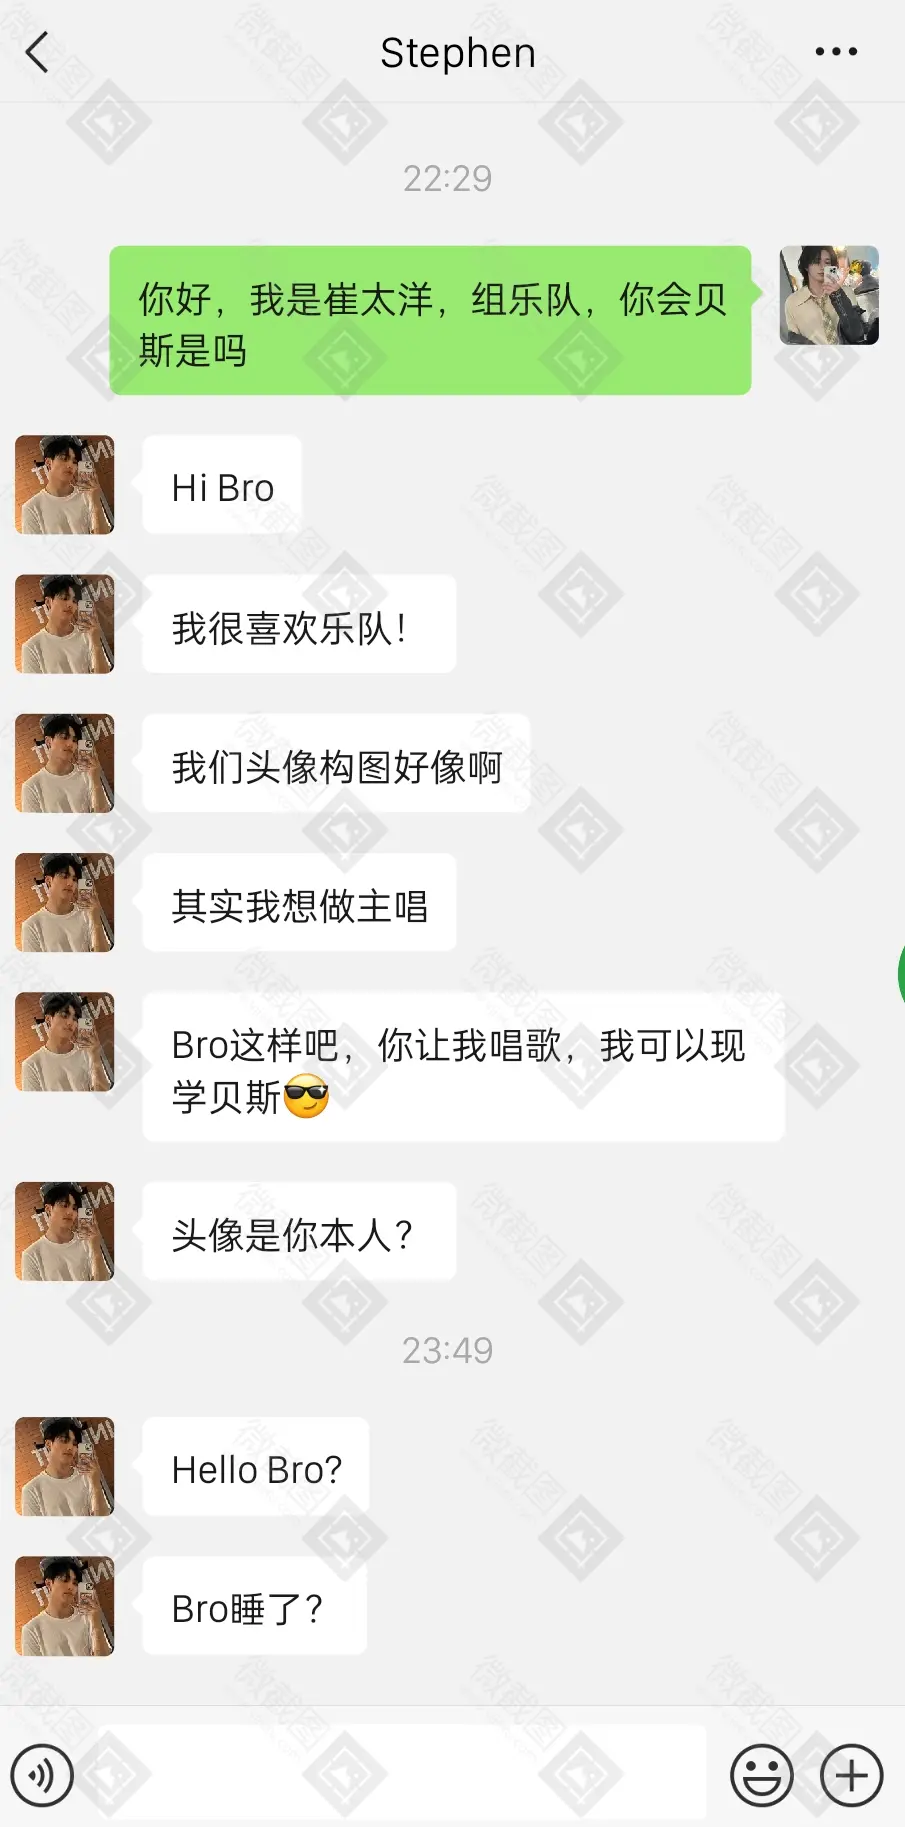 Stephen
22:29
你好，我是崔太洋，组乐队，你会贝
斯是吗
Hi Bro
我很喜欢乐队！
我们头像构图好像啊
其实我想做主唱
Bro这样吧，你让我唱歌，我可以现
学贝斯😎
头像是你本人？
23:49
Hello Bro?
Bro睡了？
微截图